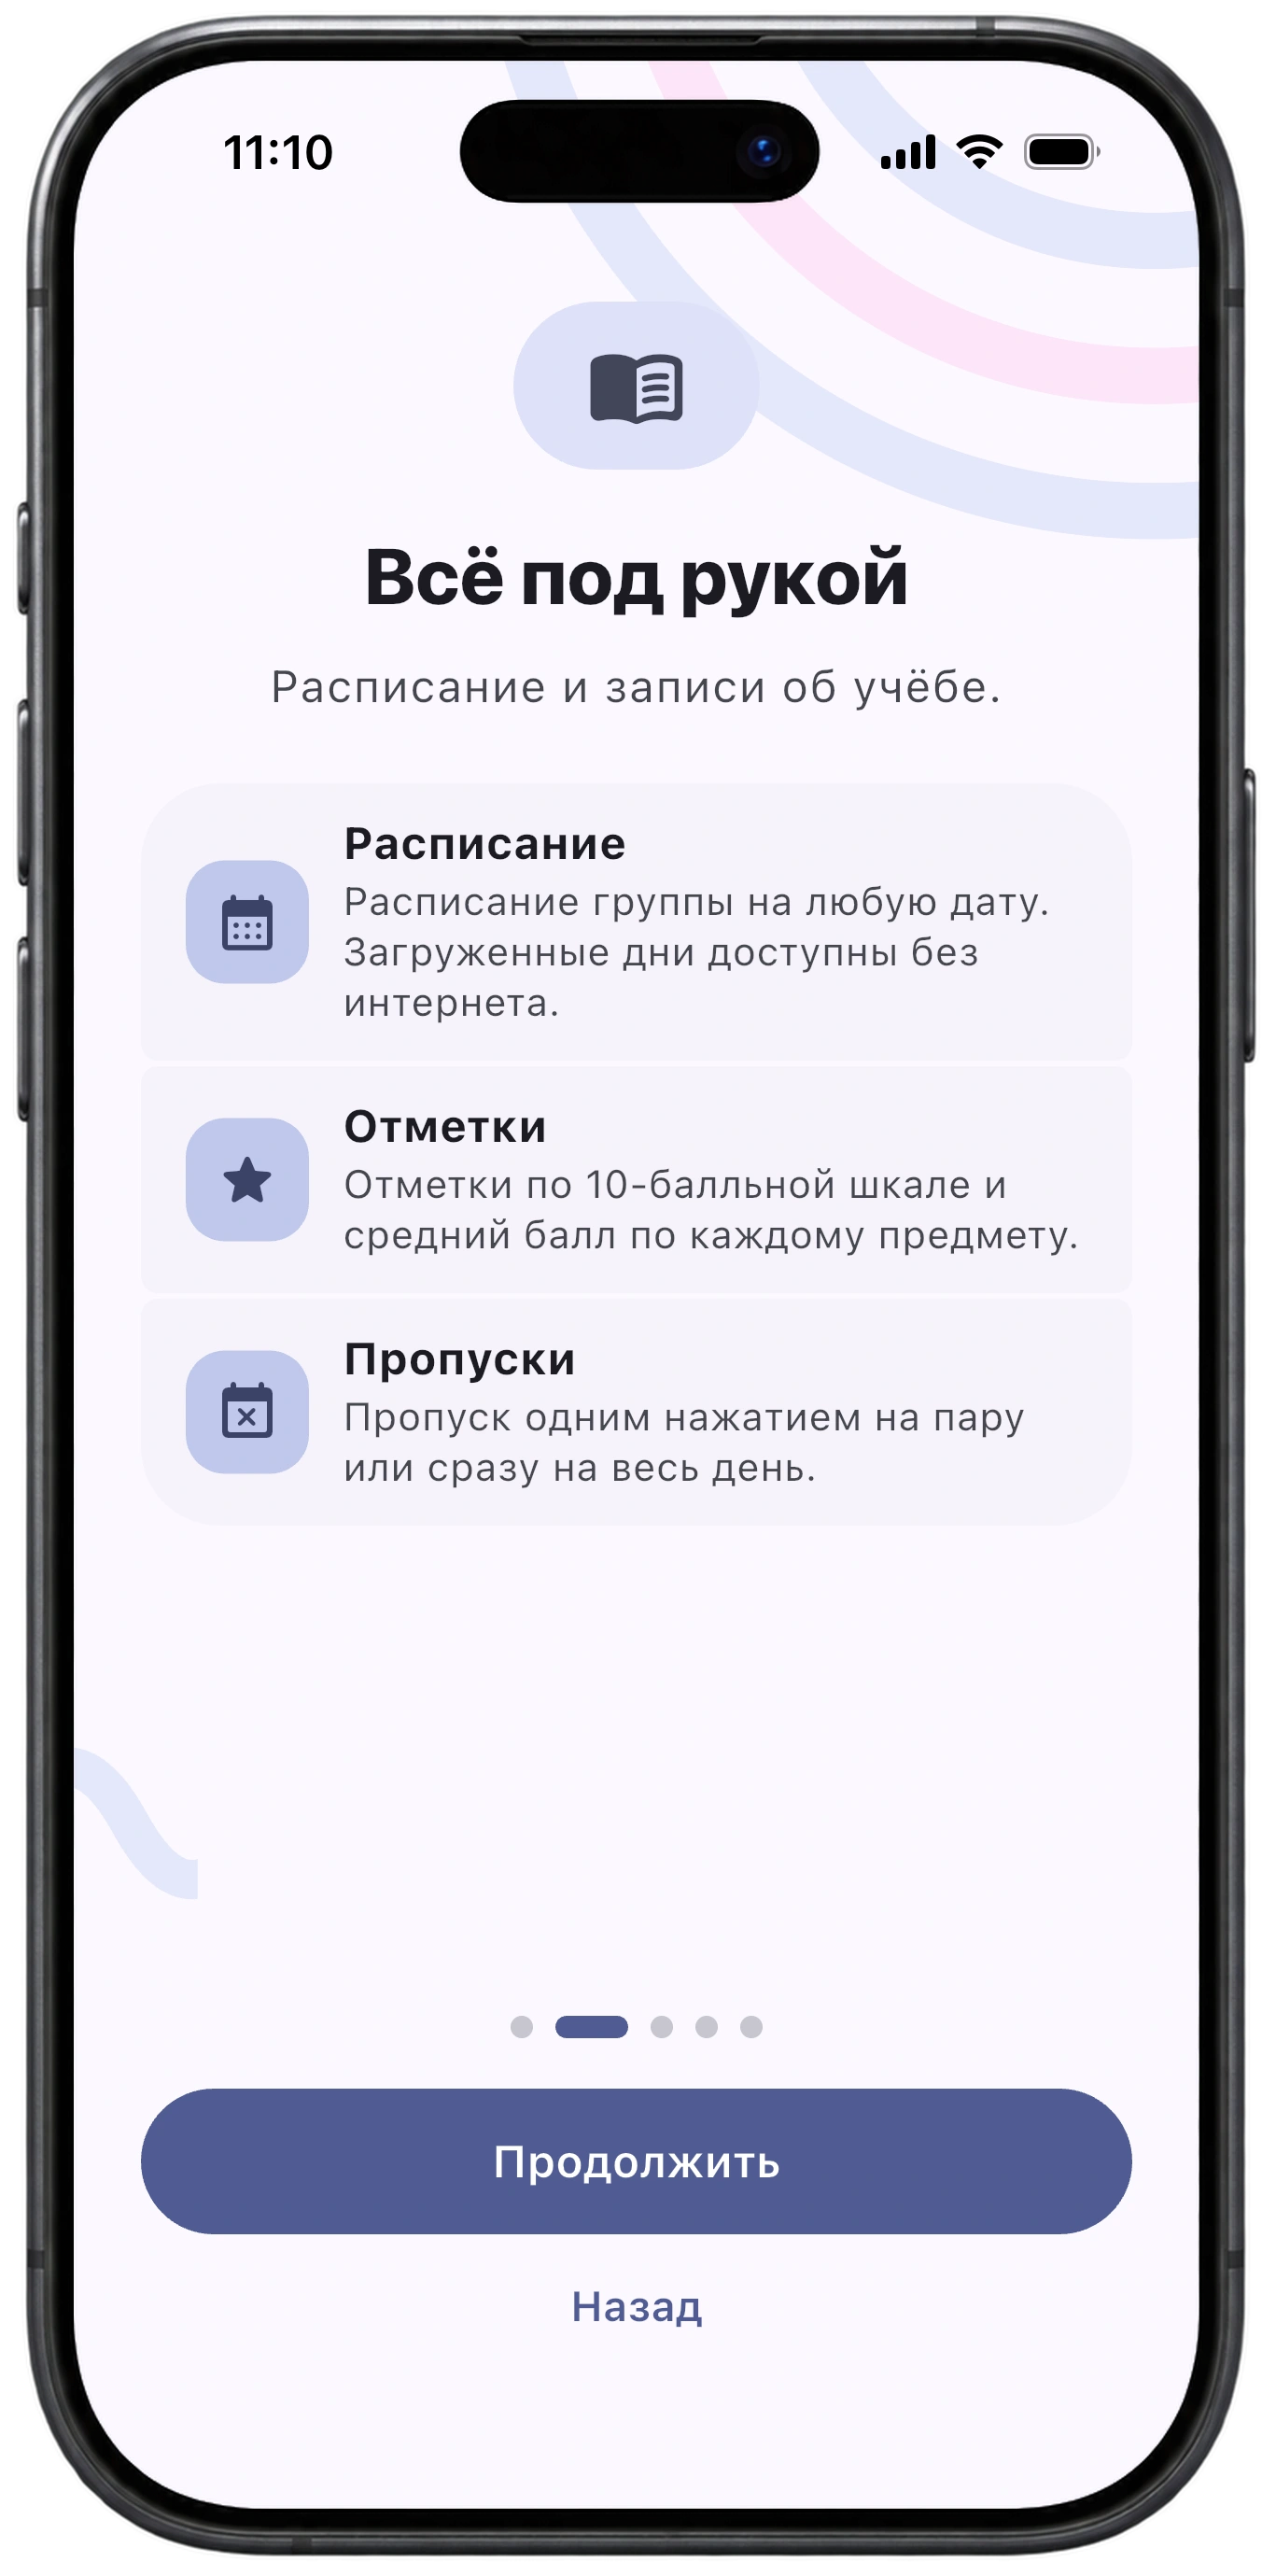 11:10
Всё под рукой
Расписание и записи об учёбе.
Расписание
Расписание группы на любую дату.
Загруженные дни доступны без
интернета.
Отметки
Отметки по 10-балльной шкале и
средний балл по каждому предмету.
Пропуски
Пропуск одним нажатием на пару
или сразу на весь день.
Продолжить
Назад